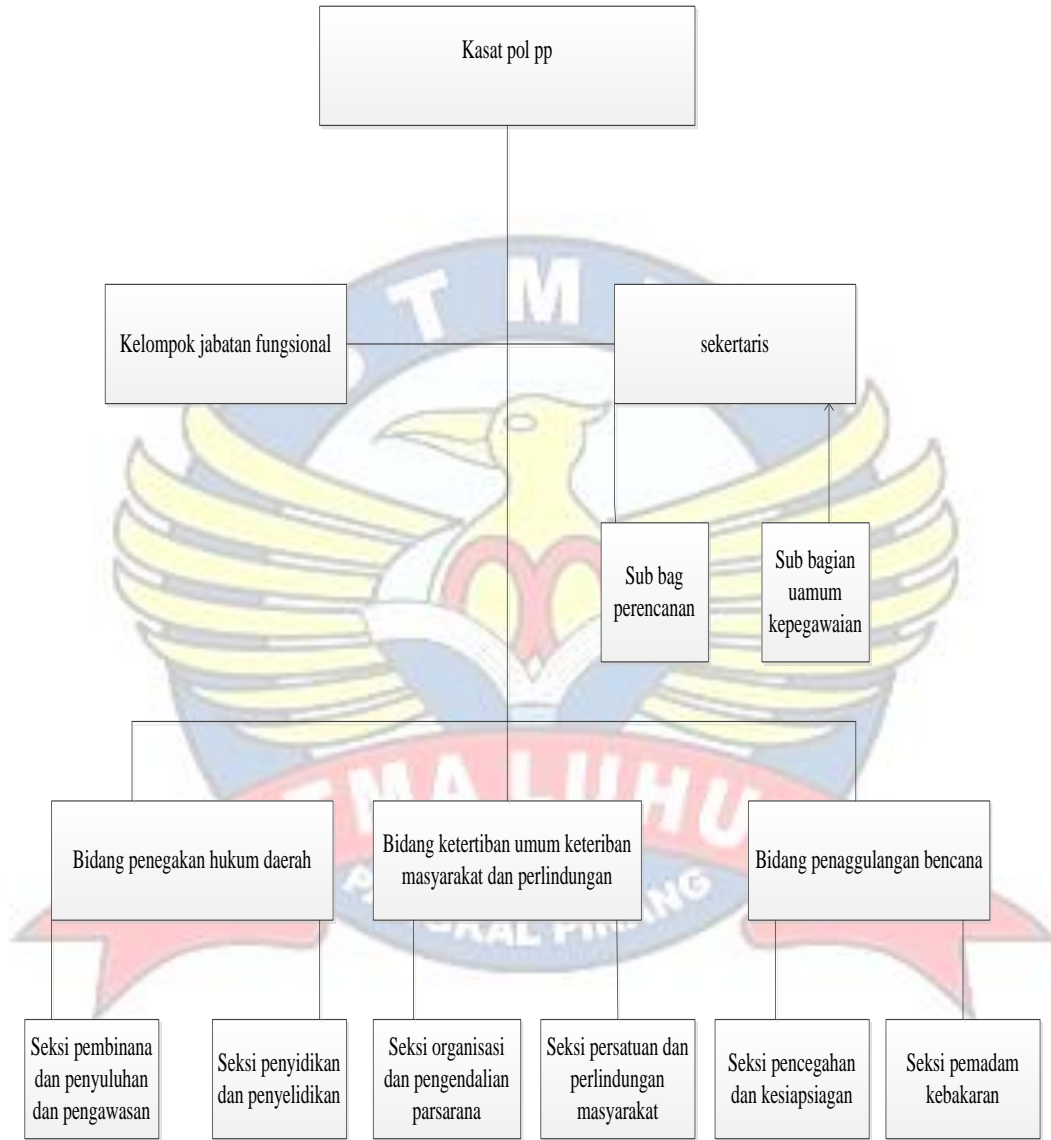 Kasat pol pp
Kelompok jabatan fungsional
sekertaris
Sub bag
perencanan
Sub bagian
uamum
kepegawaian
Bidang penegakan hukum daerah
Bidang ketertiban umum keteriban
masyarakat dan perlindungan
Bidang penaggulangan bencana
Seksi pembinana
dan penyuluhan
dan pengawasan
Seksi penyidikan
dan penyelidikan
Seksi organisasi
dan pengendalian
parsarana
Seksi persatuan dan
perlindungan
masyarakat
Seksi pencegahan
dan kesiapsiagan
Seksi pemadam
kebakaran